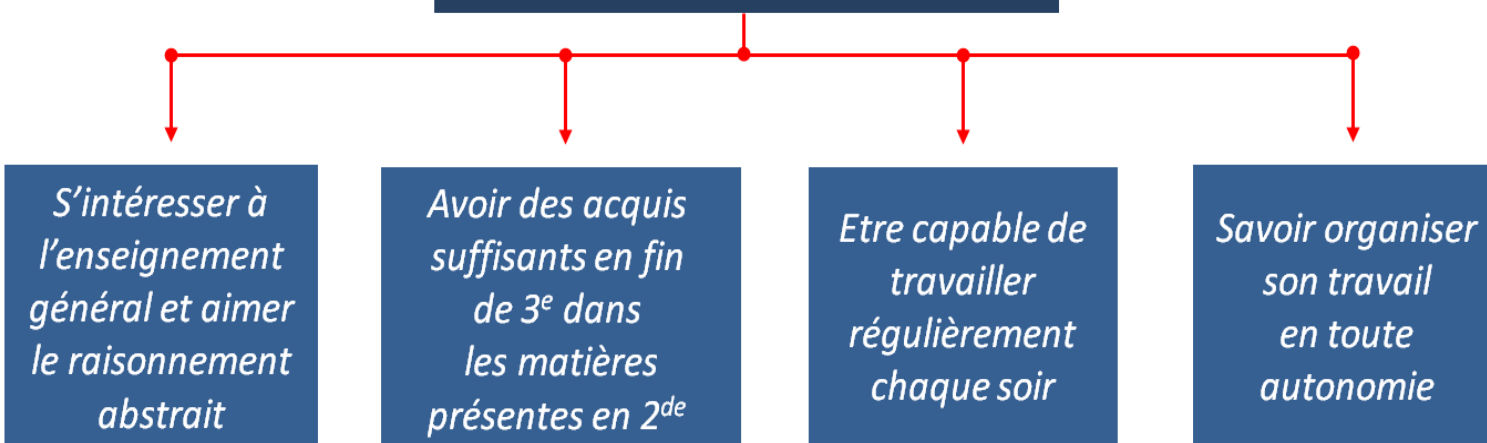 S’intéresser à
l’enseignement
général et aimer
le raisonnement
abstrait
Avoir des acquis
suffisants en fin
de 3e dans
les matières
présentes en 2de
Etre capable de
travailler
régulièrement
chaque soir
Savoir organiser
son travail
en toute
autonomie